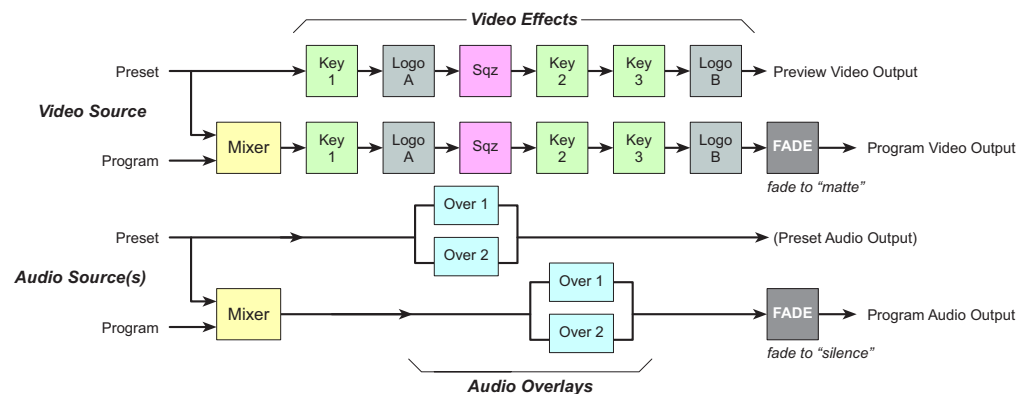 Video Effects
Preset
Key 1
Logo A
Sqz
Key 2
Key 3
Logo B
Preview Video Output
Video Source
Program
Mixer
Key 1
Logo A
Sqz
Key 2
Key 3
Logo B
FADE
Program Video Output
fade to “matte”
Over 1
Preset
Over 2
(Preset Audio Output)
Audio Source(s)
Over 1
Program
Mixer
Over 2
FADE
Program Audio Output
fade to “silence”
Audio Overlays